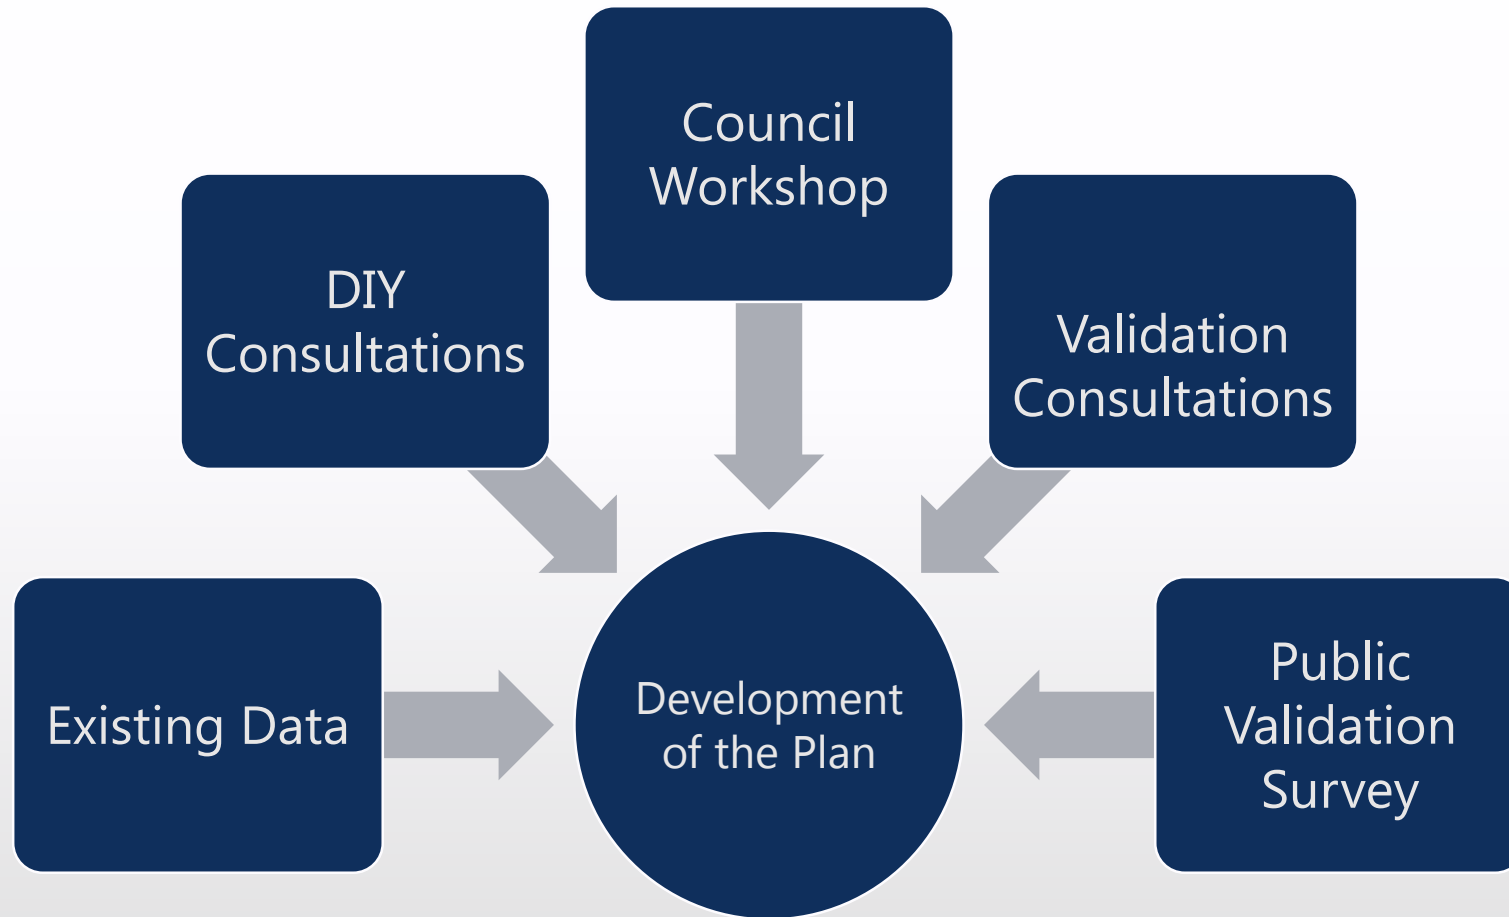 Council
Workshop
DIY
Consultations
Validation
Consultations
Existing Data
Development
of the Plan
Public
Validation
Survey